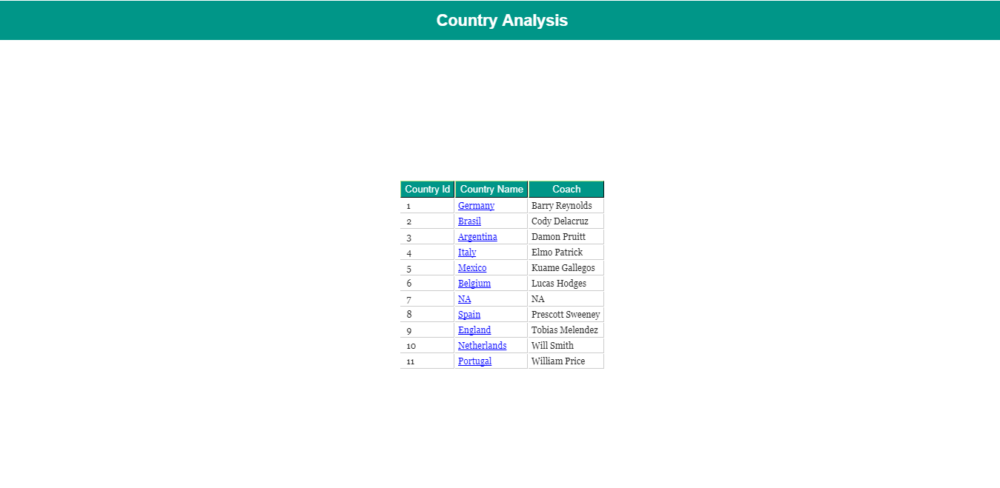 Country Analysis
Country Id Country Name Coach
1 Germany Barry Reynolds
2 Brasil Cody Delacruz
3 Argentina Damon Pruitt
4 Italy Elmo Patrick
5 Mexico Kuame Gallegos
6 Belgium Lucas Hodges
7 NA NA
8 Spain Prescott Sweeney
9 England Tobias Melendez
10 Netherlands Will Smith
11 Portugal William Price